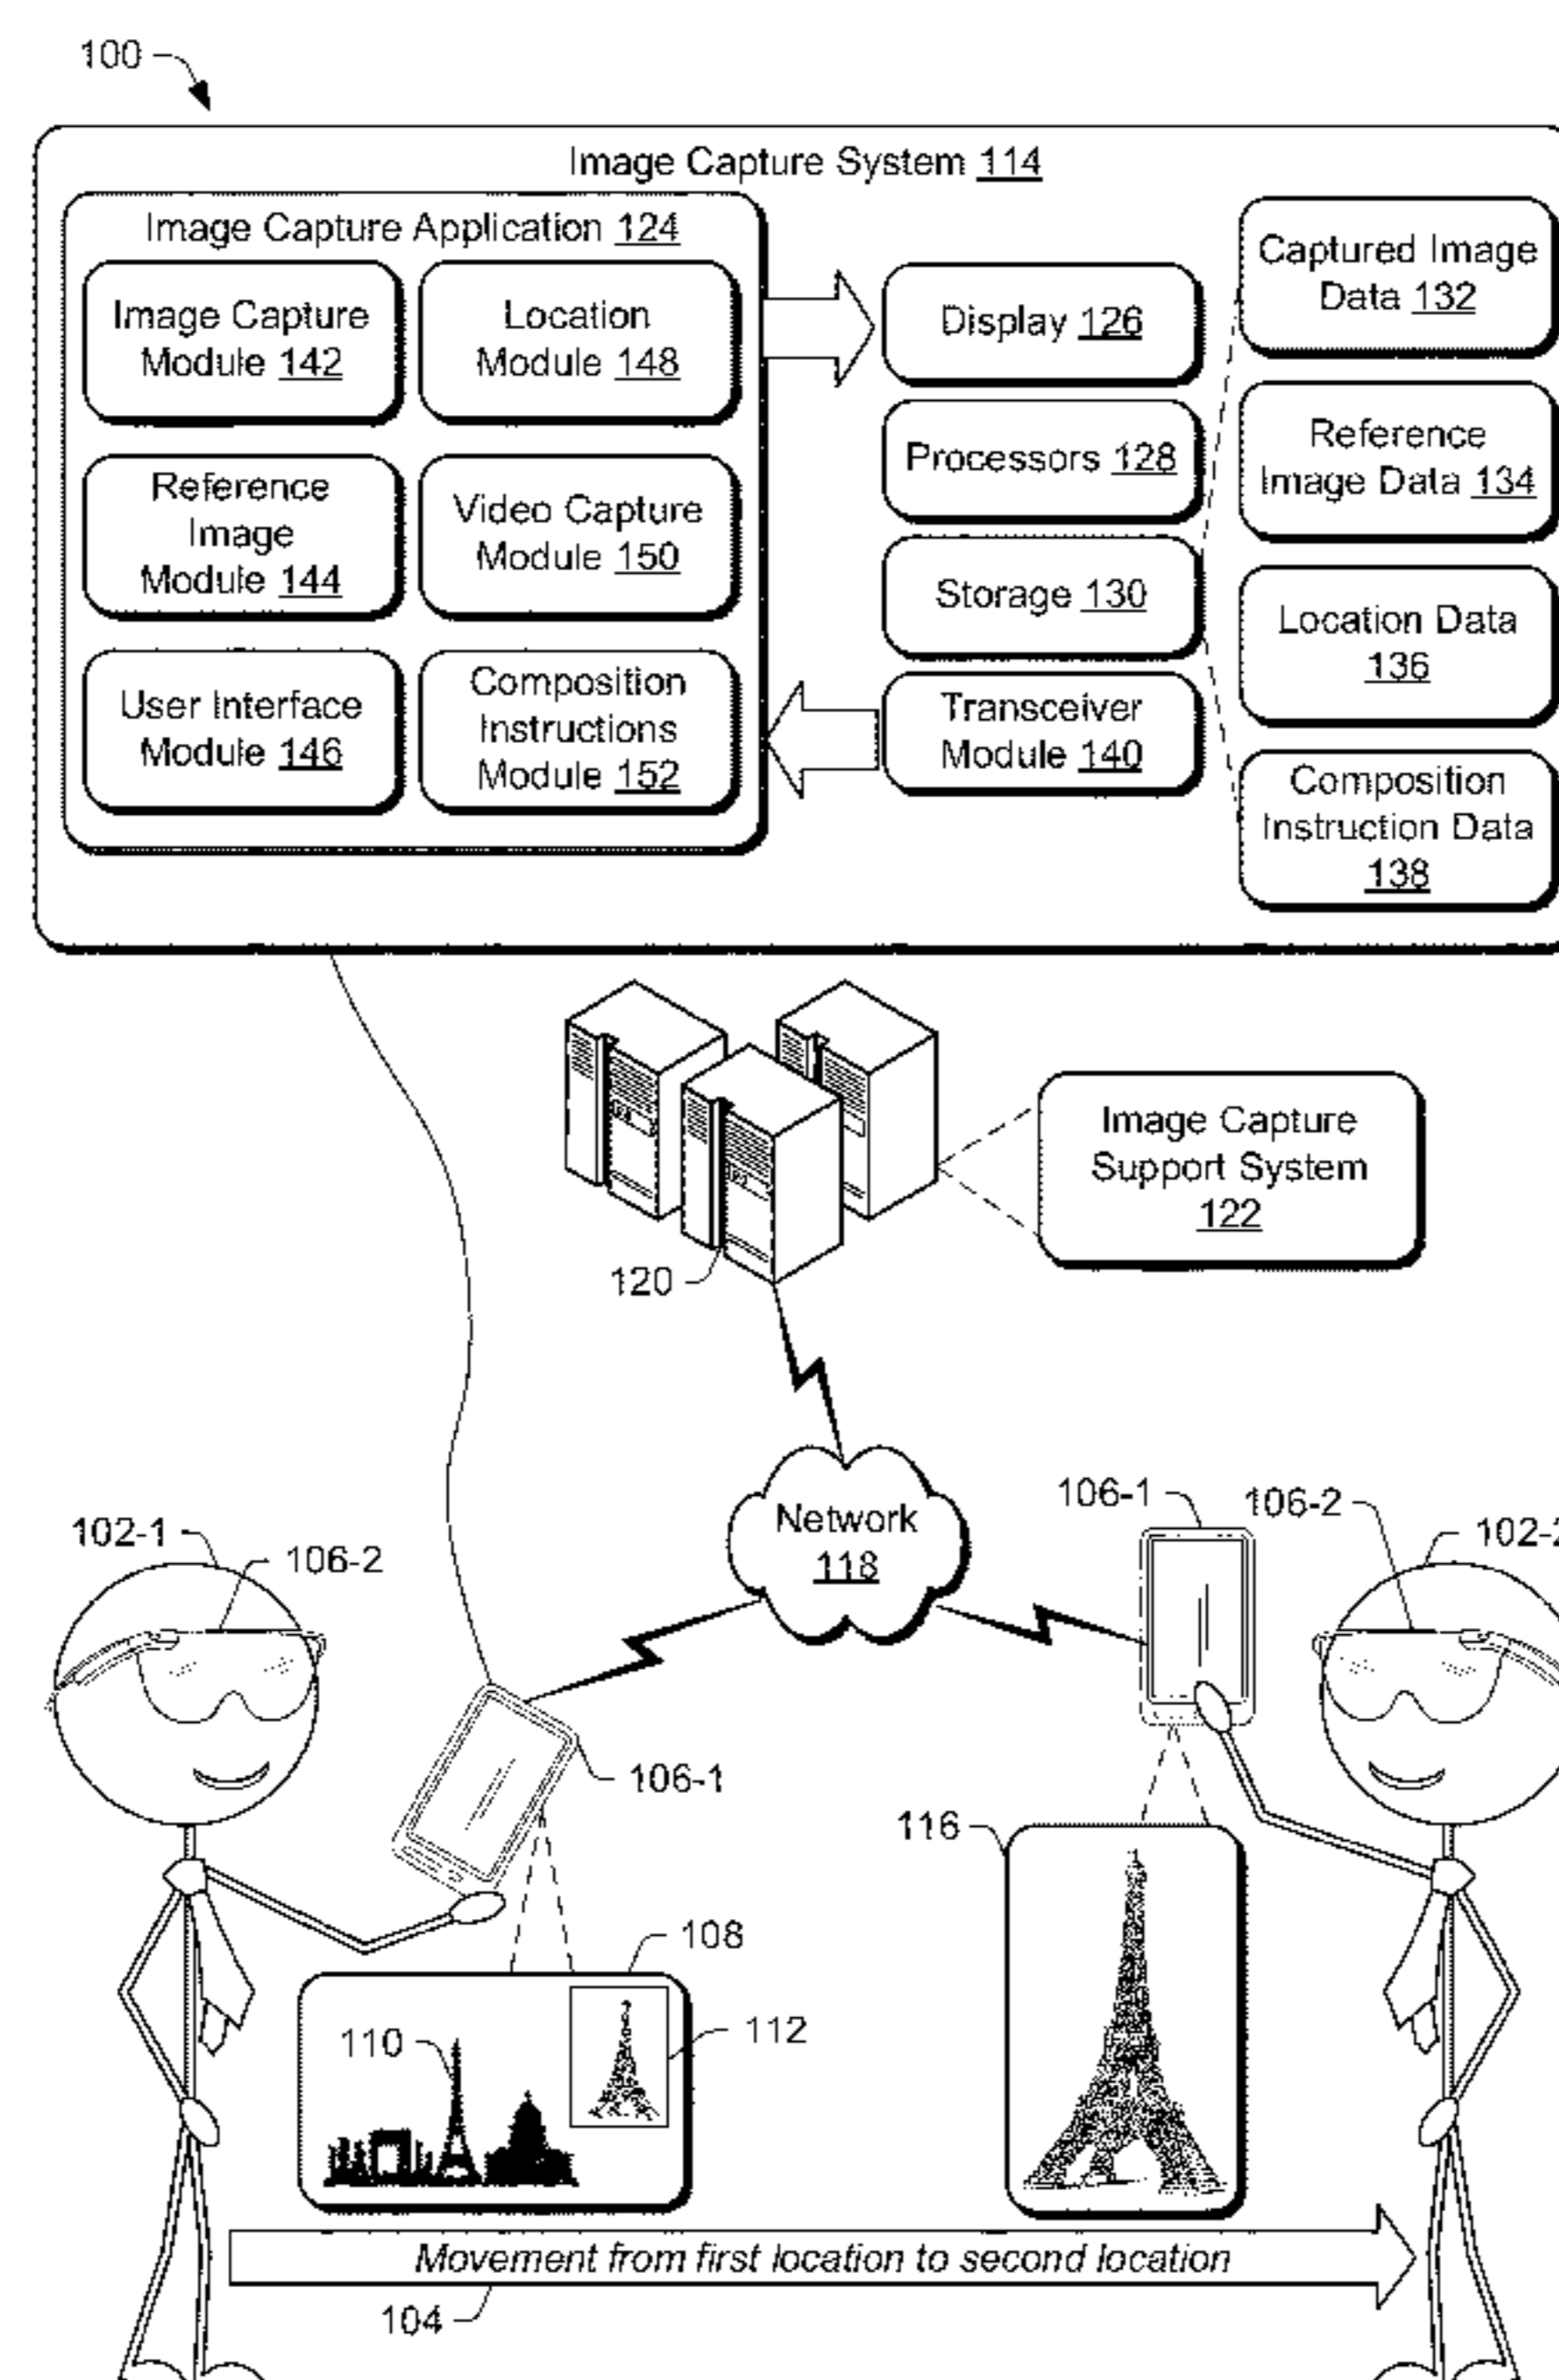 100
Image Capture System 114
Image Capture Application 124
Image Capture
Module 142
Location
Module 148
Reference
Image
Module 144
Video Capture
Module 150
User Interface
Module 146
Composition
Instructions
Module 152
Display 126
Processors 128
Storage 130
Transceiver
Module 140
Captured Image
Data 132
Reference
Image Data 134
Location Data
136
Composition
Instruction Data
138
Image Capture
Support System
122
120
Network
118
106-1
106-2
102-2
102-1
106-2
106-1
116
108
110
112
Movement from first location to second location
104